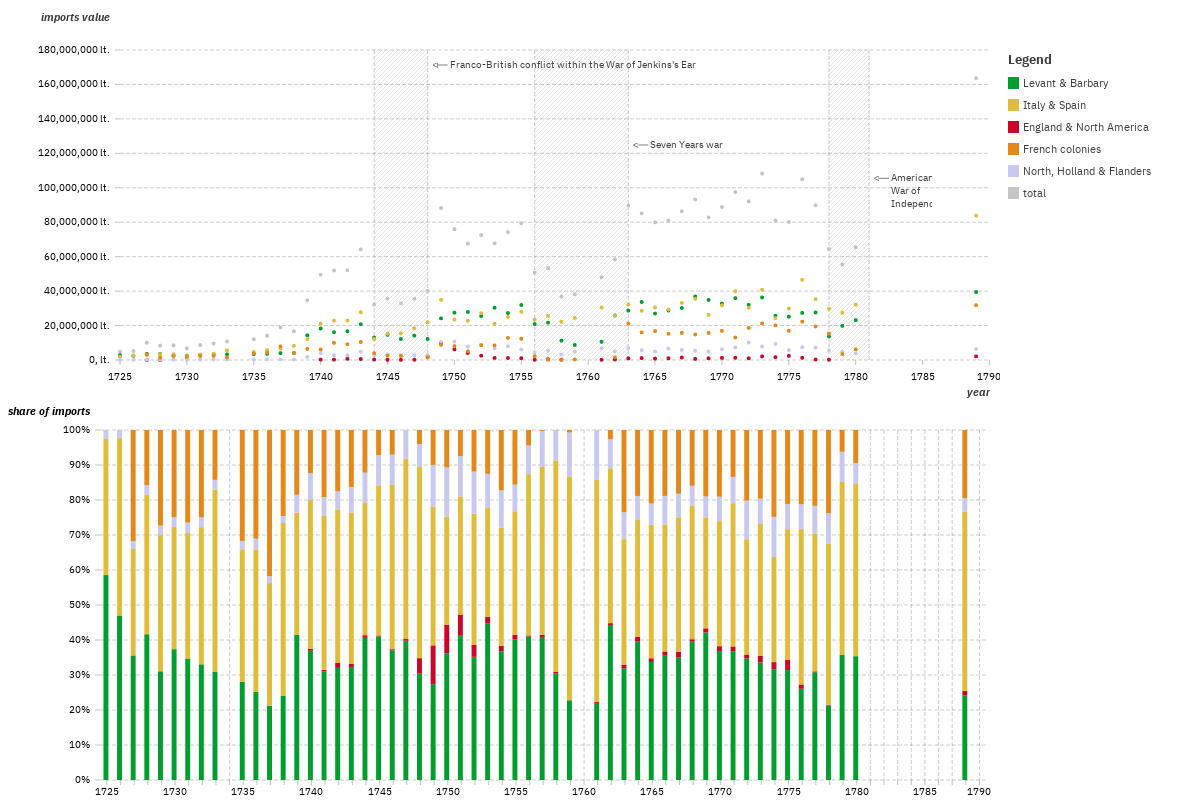 imports value
180,000,000 lt.
160,000,000 lt.
140,000,000 lt.
120,000,000 lt.
100,000,000 lt.
80,000,000 lt.
60,000,000 lt.
40,000,000 lt.
20,000,000 lt.
0, lt.
Franco-British conflict within the War of Jenkins's Ear
Seven Years war
American
War of
Independ
1725 1730 1735 1740 1745 1750 1755 1760 1765 1770 1775 1780 1785 1790
year
Legend
Levant & Barbary
Italy & Spain
England & North America
French colonies
North, Holland & Flanders
total
share of imports
100%
90%
80%
70%
60%
50%
40%
30%
20%
10%
0%
1725 1730 1735 1740 1745 1750 1755 1760 1765 1770 1775 1780 1785 1790